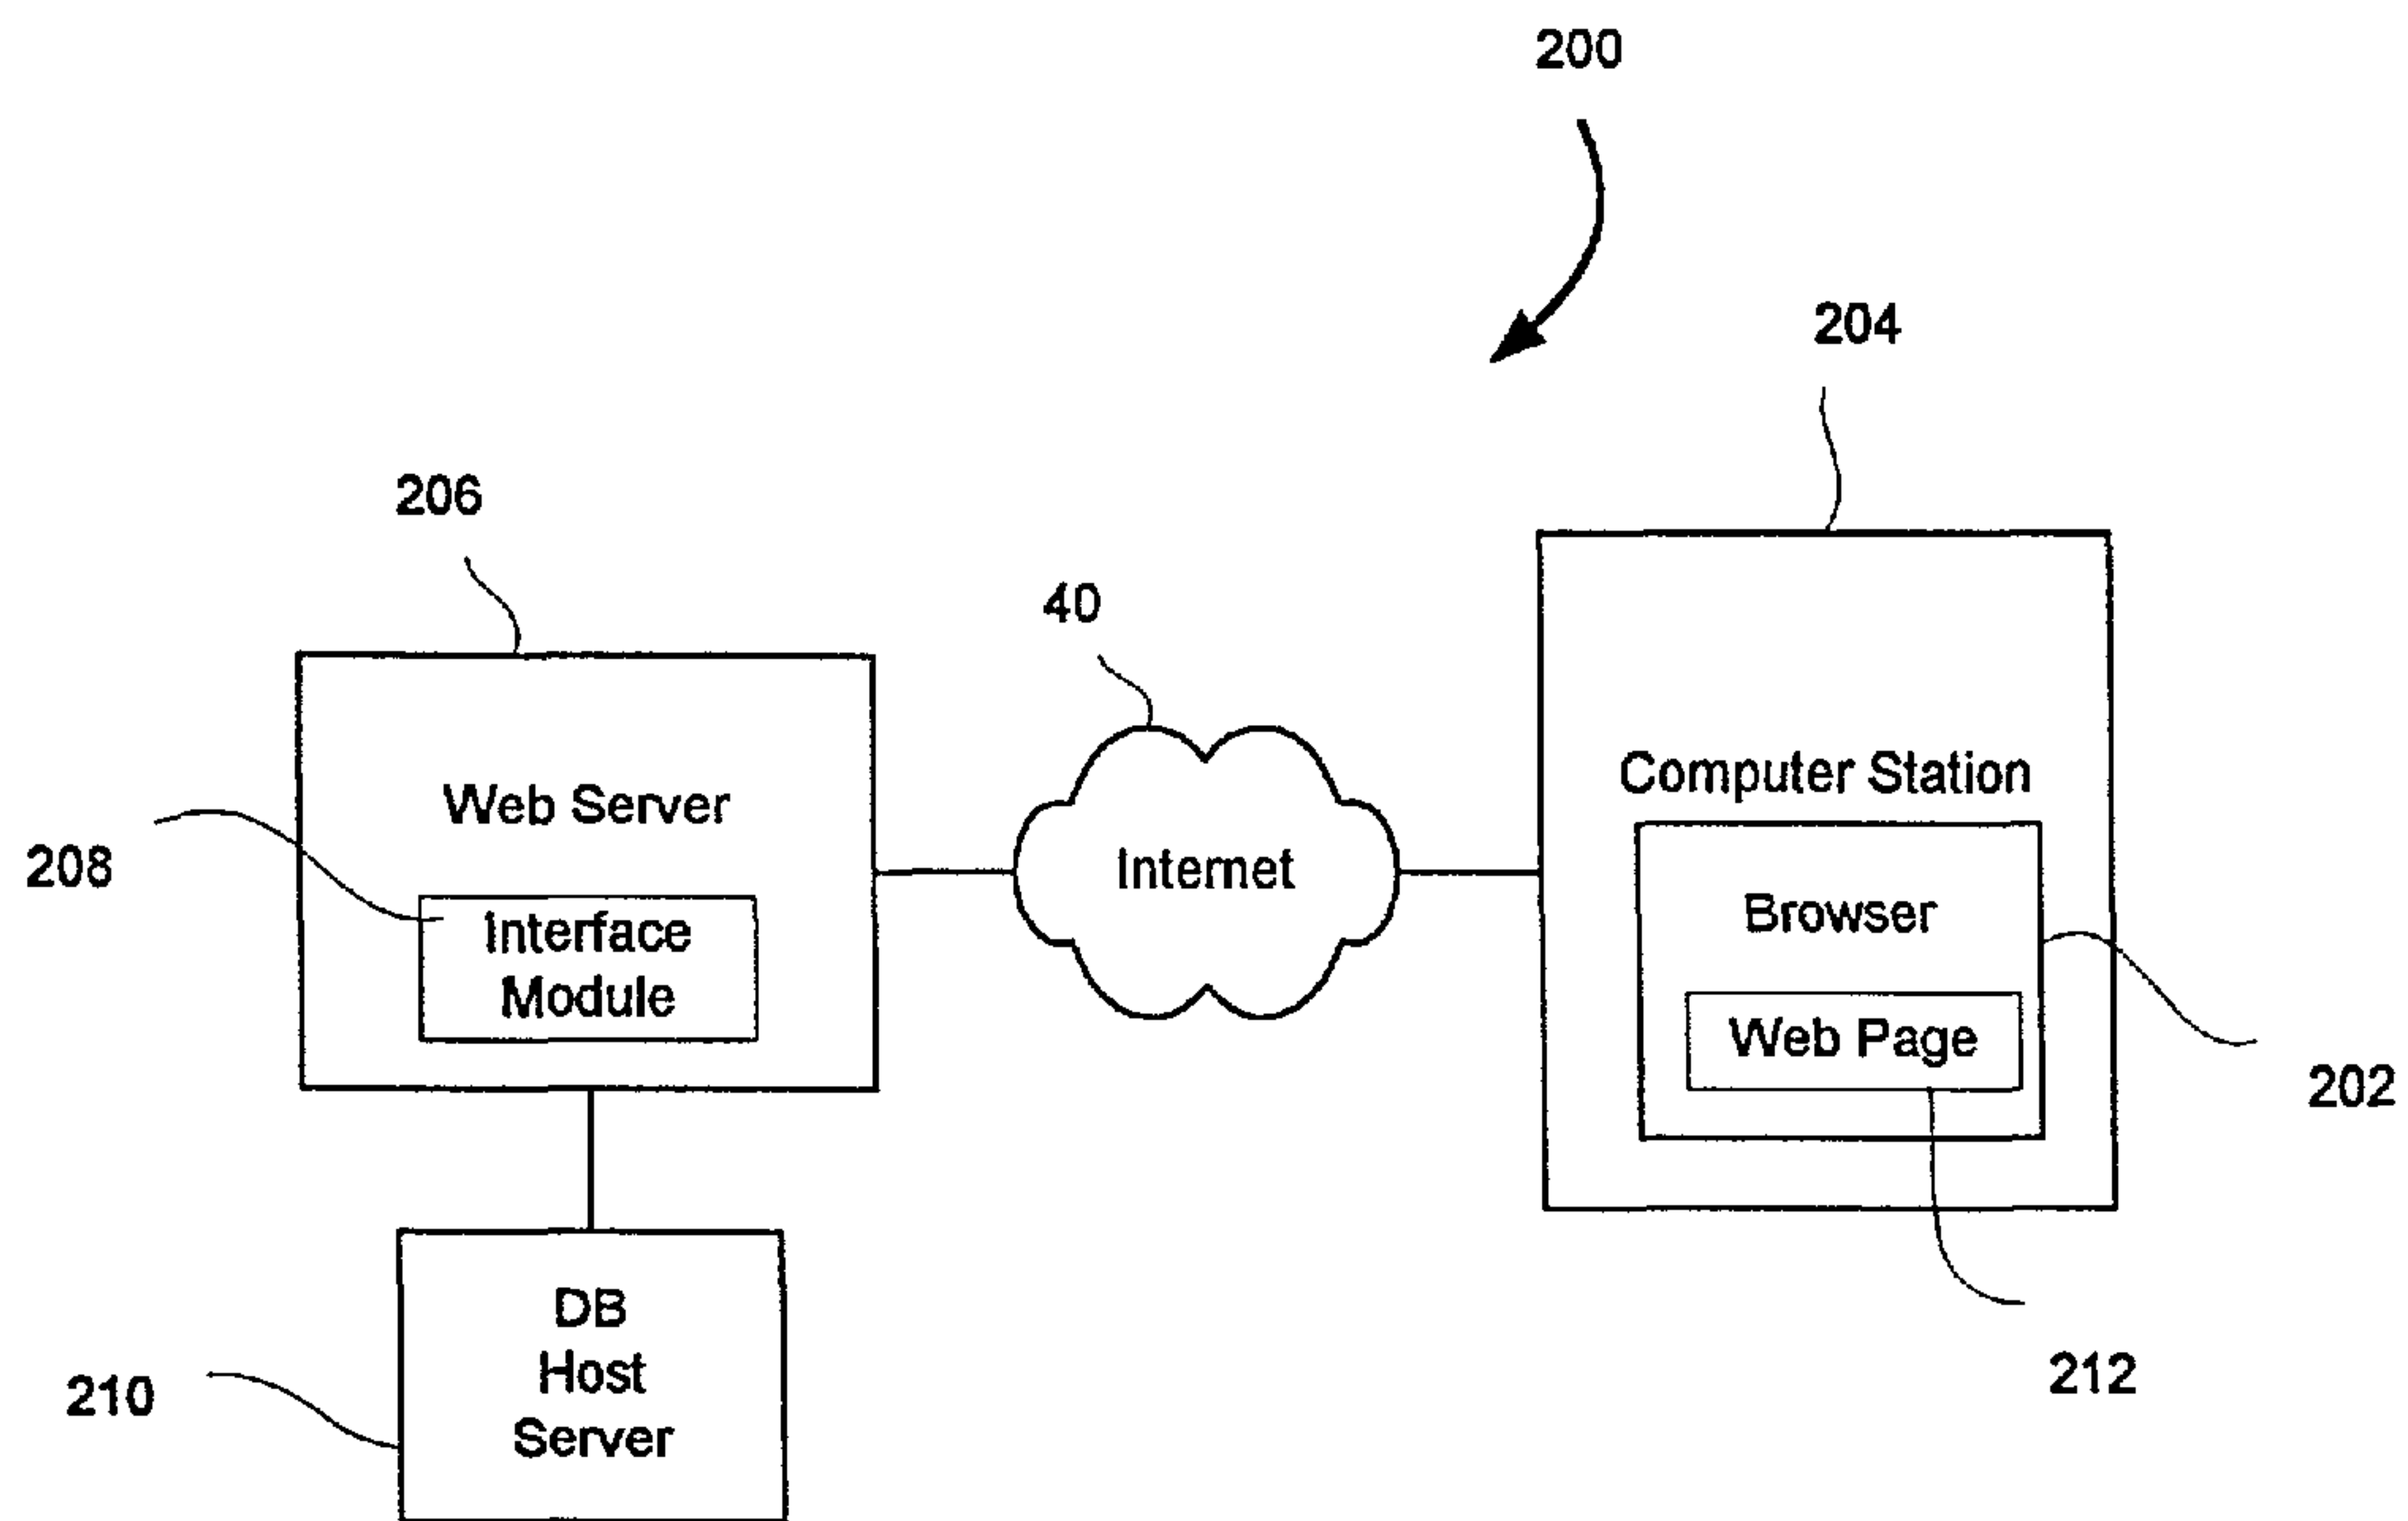 200
204
206
40
Computer Station
Web Server
208
Internet
Browser
Interface
Module
Web Page
202
DB
Host
Server
210
212